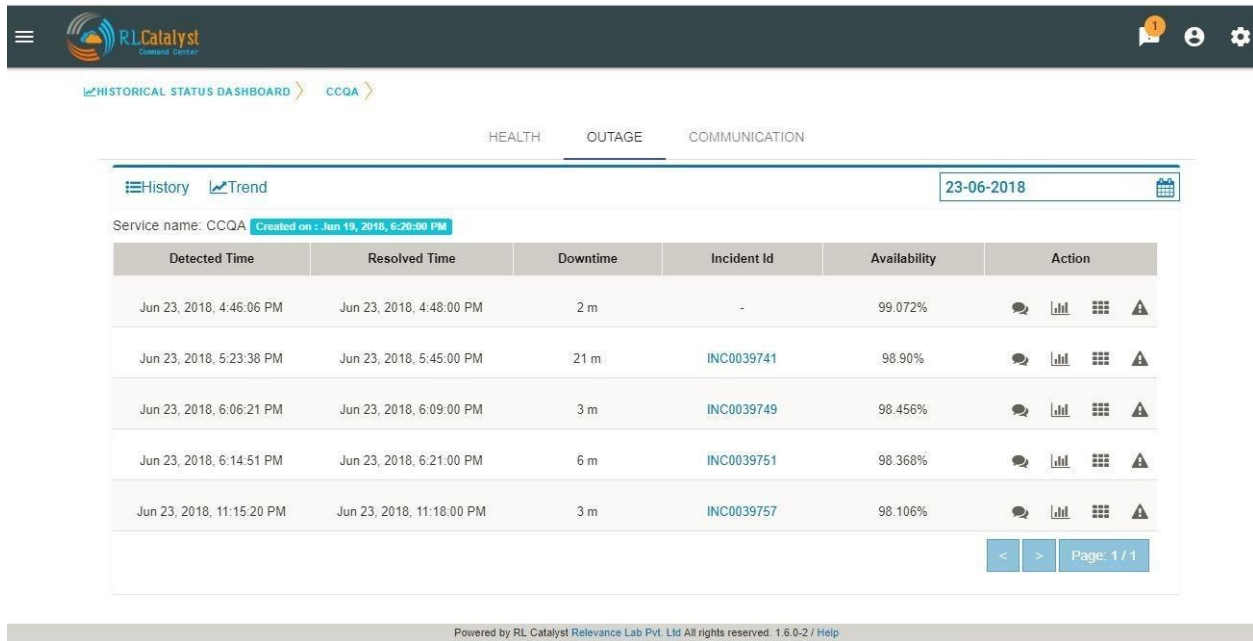 1
RLCatalyst
Command Center
HISTORICAL STATUS DASHBOARD CCQA
HEALTH OUTAGE COMMUNICATION
History Trend 23-06-2018
Service name: CCQA Created on : Jun 19, 2018, 6:20:00 PM
Detected Time Resolved Time Downtime Incident Id Availability Action
Jun 23, 2018, 4:46:06 PM Jun 23, 2018, 4:48:00 PM 2 m - 99.072%
Jun 23, 2018, 5:23:38 PM Jun 23, 2018, 5:45:00 PM 21 m INC0039741 98.90%
Jun 23, 2018, 6:06:21 PM Jun 23, 2018, 6:09:00 PM 3 m INC0039749 98.456%
Jun 23, 2018, 6:14:51 PM Jun 23, 2018, 6:21:00 PM 6 m INC0039751 98.368%
Jun 23, 2018, 11:15:20 PM Jun 23, 2018, 11:18:00 PM 3 m INC0039757 98.106%
< > Page: 1 / 1
Powered by RL Catalyst Relevance Lab Pvt. Ltd All rights reserved. 1.6.0-2 / Help